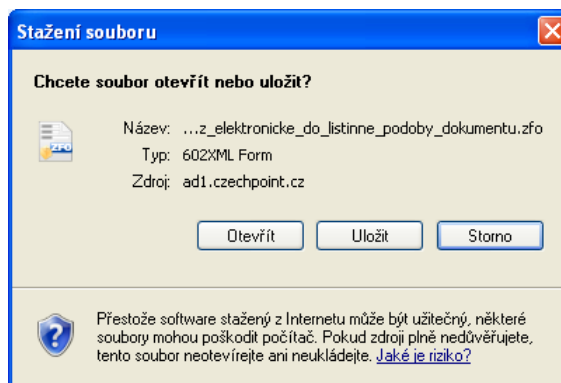 Stažení souboru
Chcete soubor otevřít nebo uložit?
ZFO
Název: ...z_elektronicke_do_listinne_podoby_dokumentu.zfo
Typ: 602XML Form
Zdroj: ad1.czechpoint.cz
Otevřít Uložit Storno
Přestože software stažený z Internetu může být užitečný, některé
soubory mohou poškodit počítač. Pokud zdroji plně nedůvěřujete,
tento soubor neotevírejte ani neukládejte. Jaké je riziko?